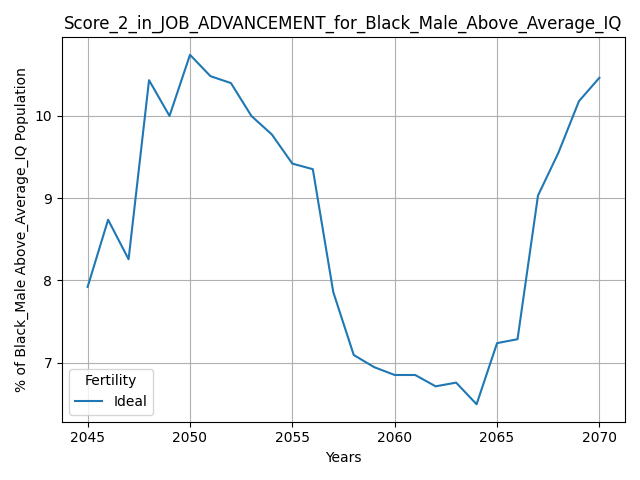 Score_2_in_JOB_ADVANCEMENT_for_Black_Male_Above_Average_IQ
% of Black_Male Above_Average_IQ Population
10
9
8
7
Fertility
Ideal
2045 2050 2055 2060 2065 2070
Years